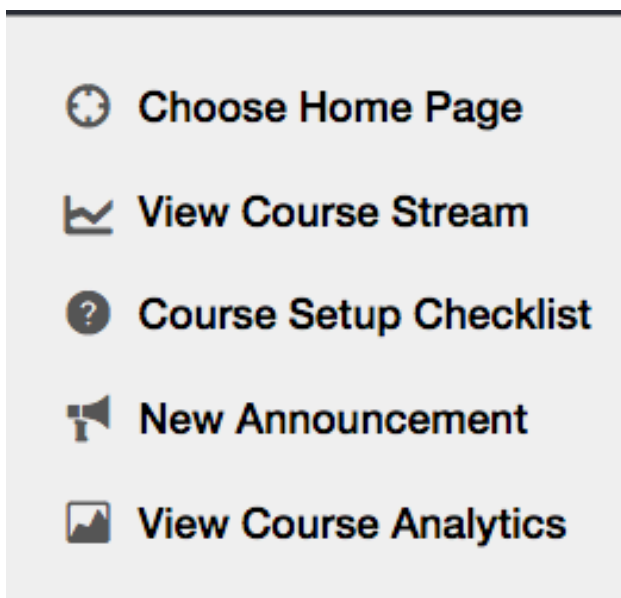 Choose Home Page
View Course Stream
Course Setup Checklist
New Announcement
View Course Analytics